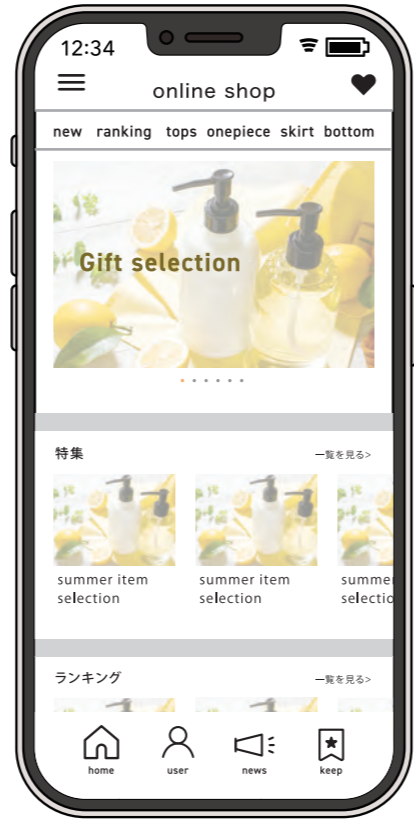 12:34
online shop
new ranking tops onepiece skirt bottom
Gift selection
特集
一覧を見る>
summer item
selection
summer item
selection
summe
selectio
ランキング
一覧を見る>
home
user
news
keep